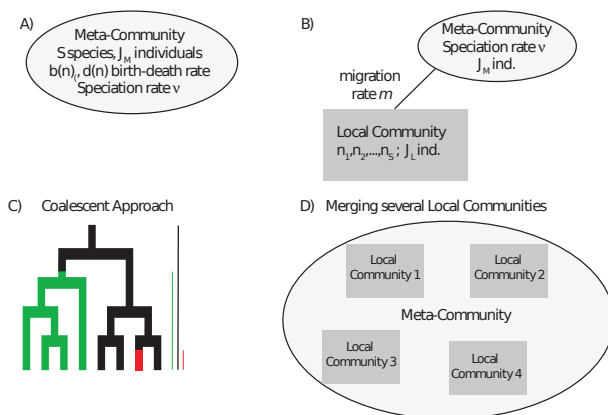 A)
Meta-Community
S species, J_M individuals
b(n), d(n) birth-death rate
Speciation rate ν
B)
Meta-Community
Speciation rate ν
J_M ind.
migration
rate m
Local Community
n_1,n_2,...,n_S ; J_L ind.
C) Coalescent Approach
D) Merging several Local Communities
Local
Community 1
Local
Community 2
Meta-Community
Local
Community 3
Local
Community 4